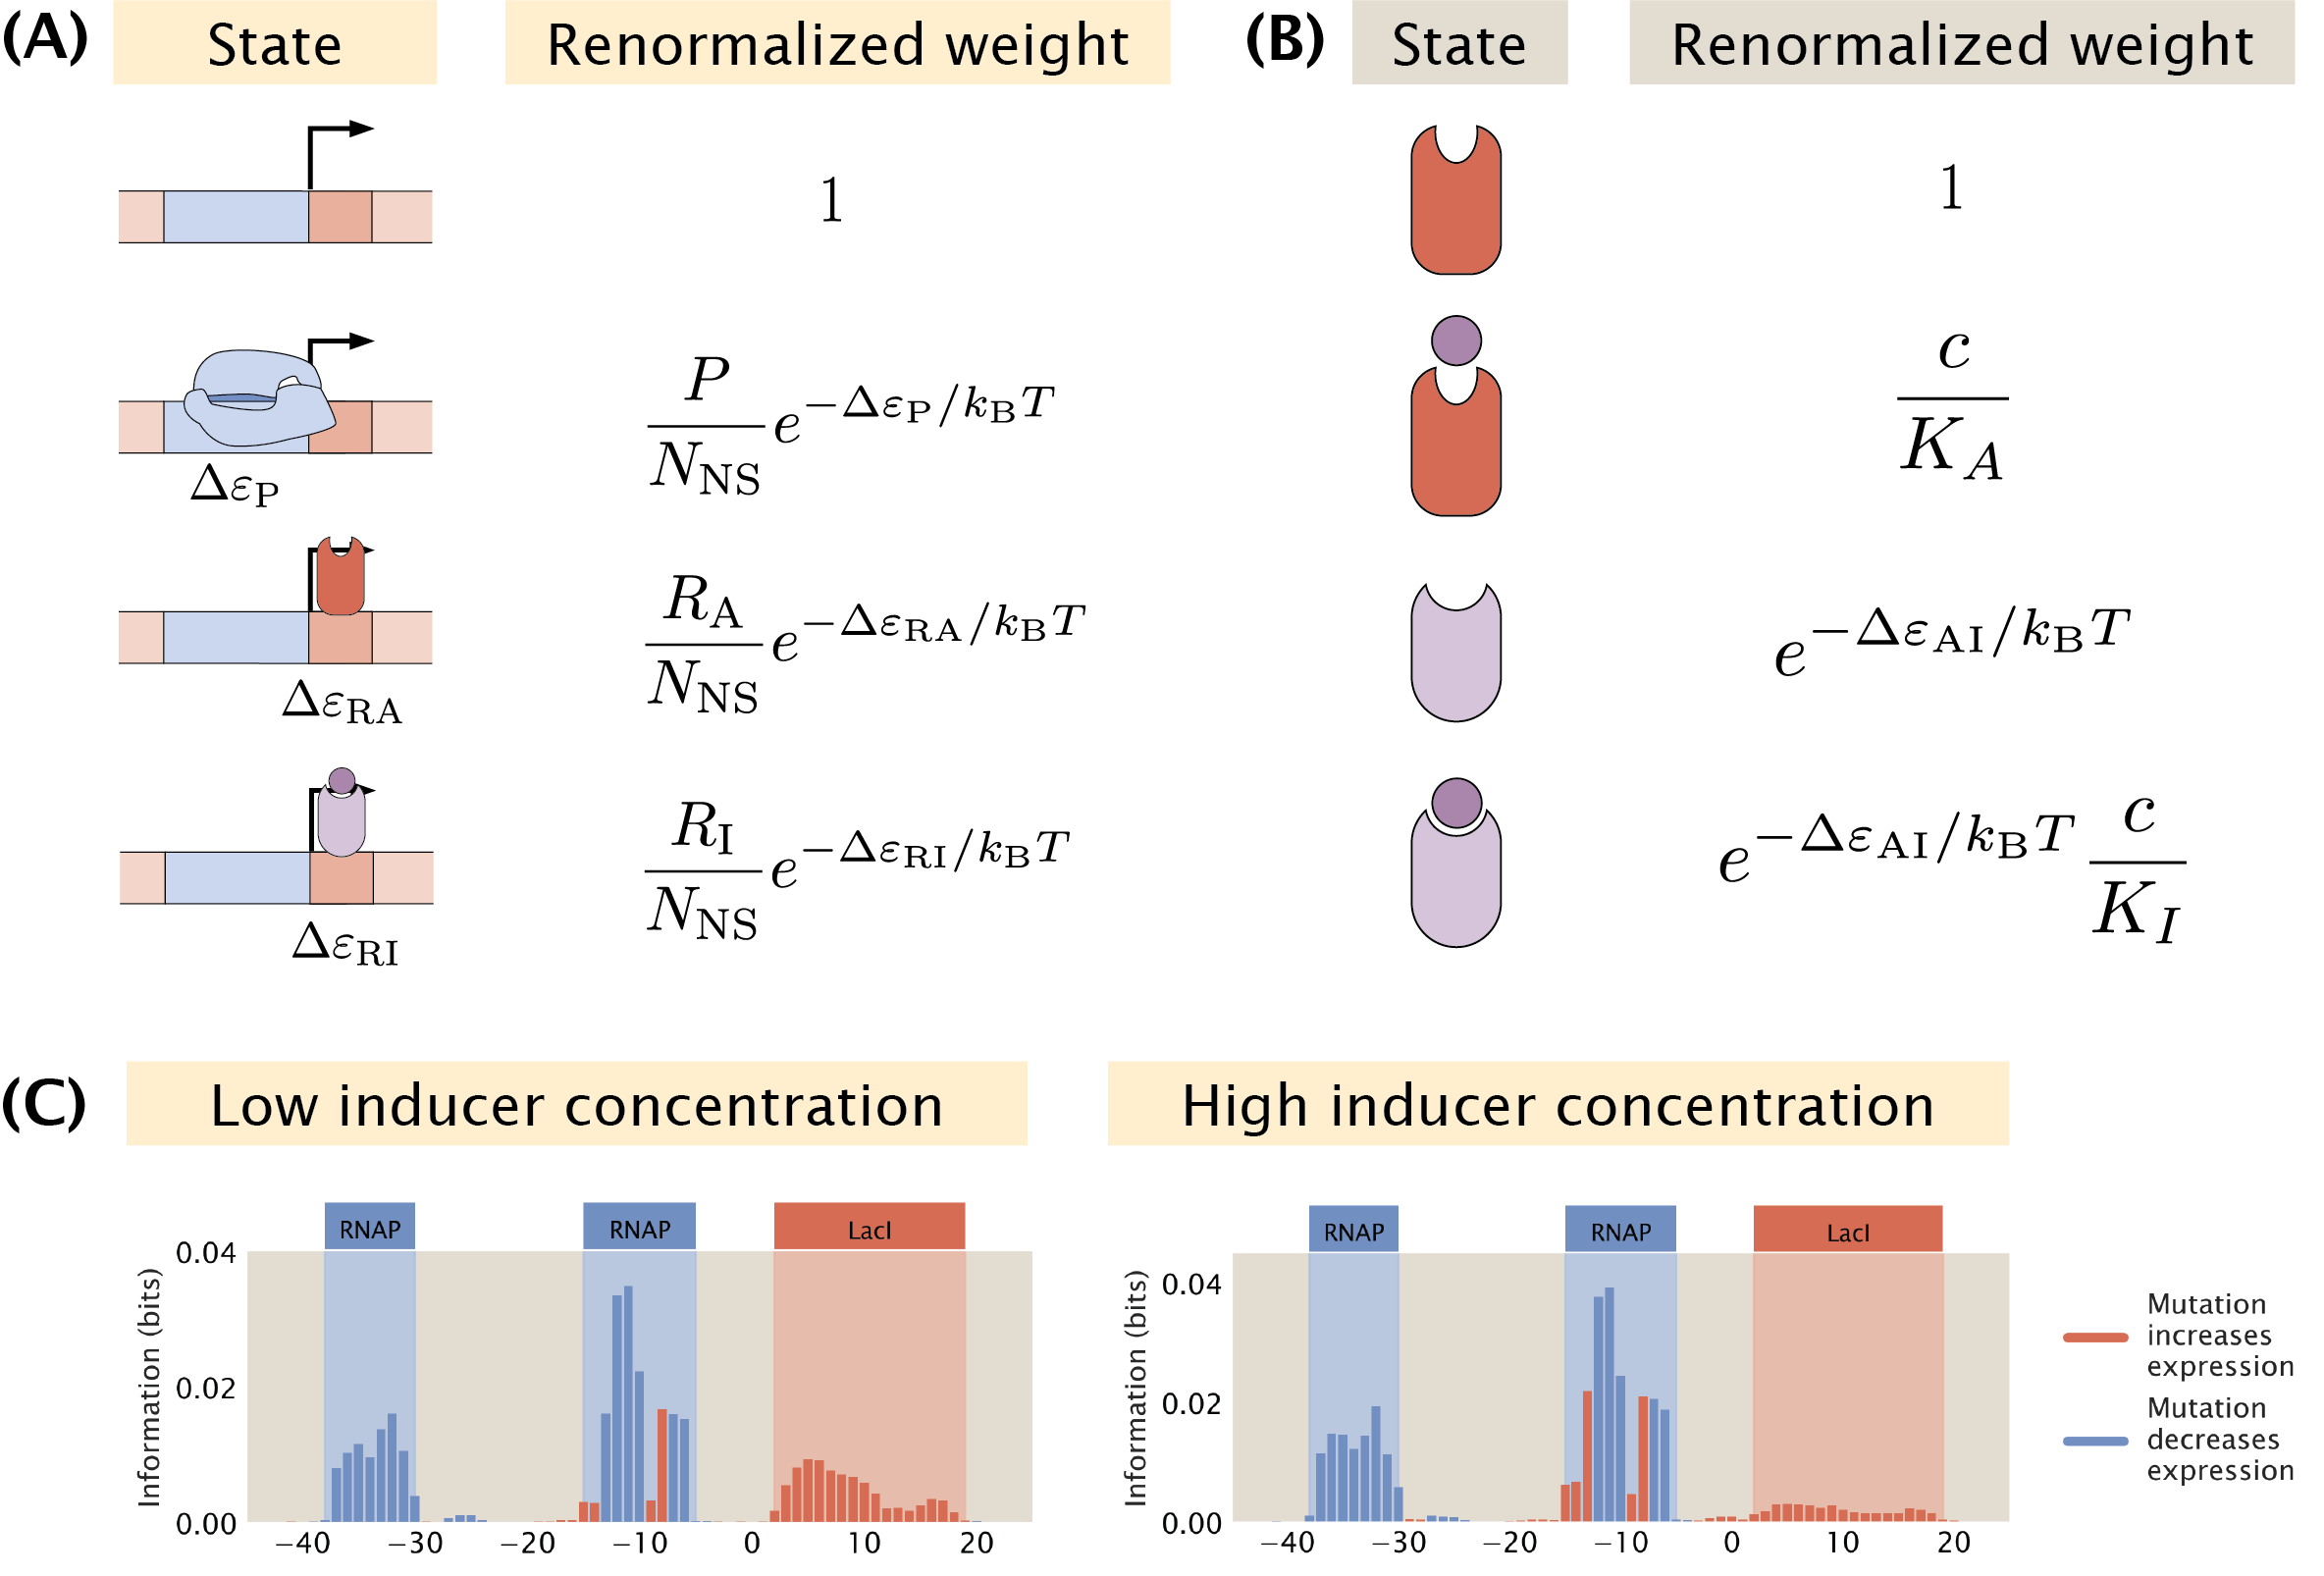 (A) State Renormalized weight
1
P/N_NS e^{−Δε_P/k_BT}
Δε_P
R_A/N_NS e^{−Δε_RA/k_BT}
Δε_RA
R_I/N_NS e^{−Δε_RI/k_BT}
Δε_RI
(B) State Renormalized weight
1
c/K_A
e^{−Δε_AI/k_BT}
e^{−Δε_AI/k_BT} c/K_I
(C) Low inducer concentration
RNAP RNAP LacI
Information (bits)
0.04
0.02
0.00
−40 −30 −20 −10 0 10 20
High inducer concentration
RNAP RNAP LacI
Information (bits)
0.04
0.02
0.00
−40 −30 −20 −10 0 10 20
Mutation
increases
expression
Mutation
decreases
expression